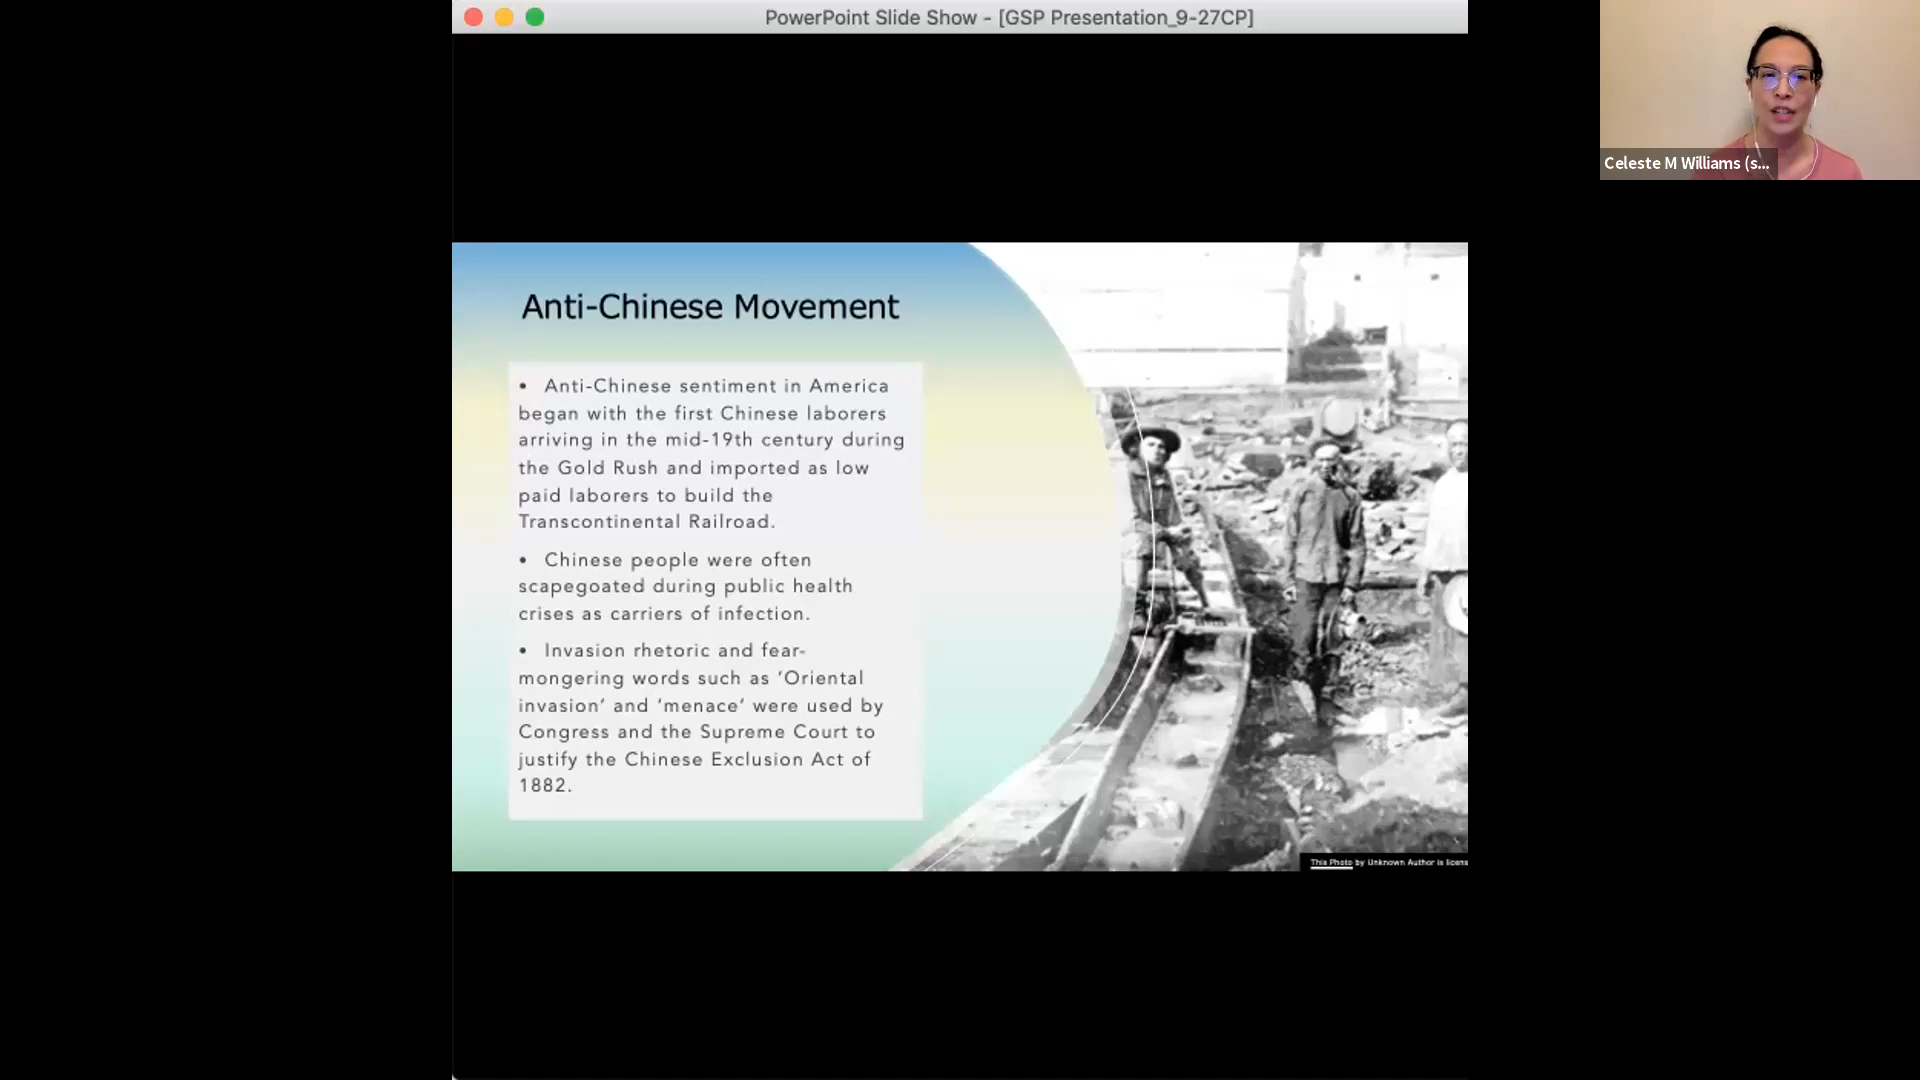 PowerPoint Slide Show - [GSP Presentation_9-27CP]
Celeste M Williams (s...
Anti-Chinese Movement
• Anti-Chinese sentiment in America
began with the first Chinese laborers
arriving in the mid-19th century during
the Gold Rush and imported as low
paid laborers to build the
Transcontinental Railroad.
• Chinese people were often
scapegoated during public health
crises as carriers of infection.
• Invasion rhetoric and fear-
mongering words such as ‘Oriental
invasion’ and ‘menace’ were used by
Congress and the Supreme Court to
justify the Chinese Exclusion Act of
1882.
This Photo by Unknown Author is licens